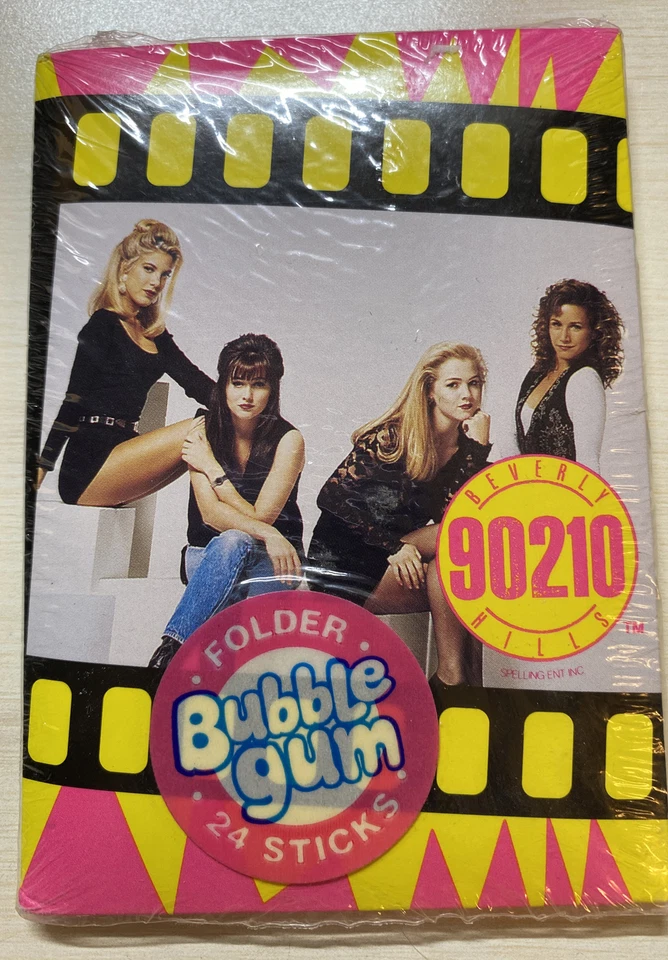 BEVERLY
90210
HILLS
TM
SPELLING ENT INC.
FOLDER
Bubble
gum
24 STICKS